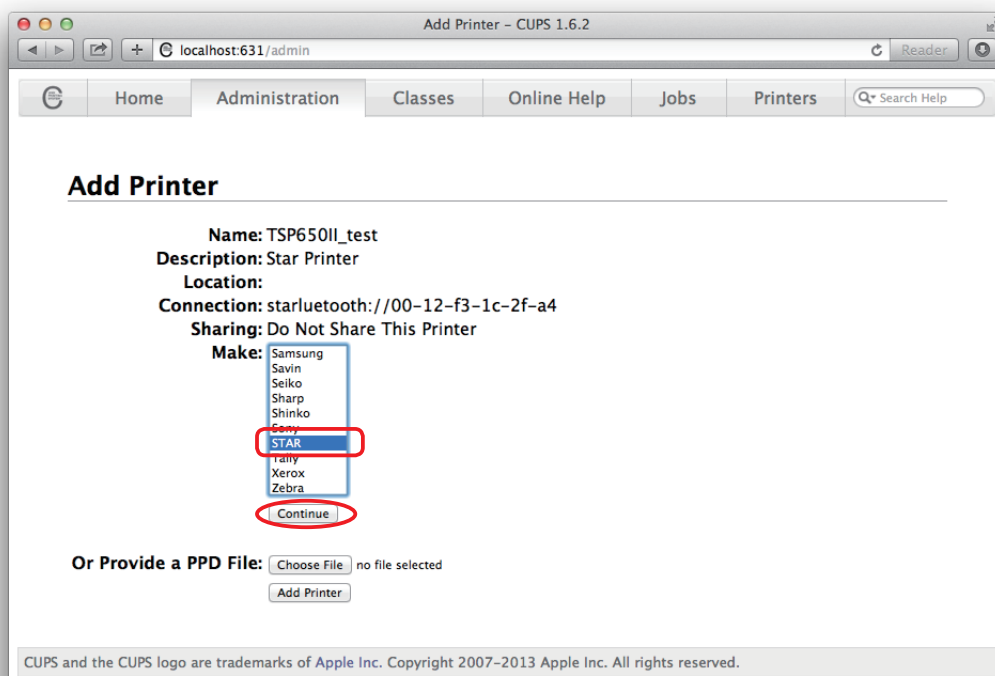 Add Printer – CUPS 1.6.2
localhost:631/admin Reader
Home Administration Classes Online Help Jobs Printers Search Help
Add Printer
Name: TSP650II_test
Description: Star Printer
Location:
Connection: starluetooth://00-12-f3-1c-2f-a4
Sharing: Do Not Share This Printer
Make: Samsung
Savin
Seiko
Sharp
Shinko
Sony
STAR
Tally
Xerox
Zebra
Continue
Or Provide a PPD File: Choose File no file selected
Add Printer
CUPS and the CUPS logo are trademarks of Apple Inc. Copyright 2007–2013 Apple Inc. All rights reserved.